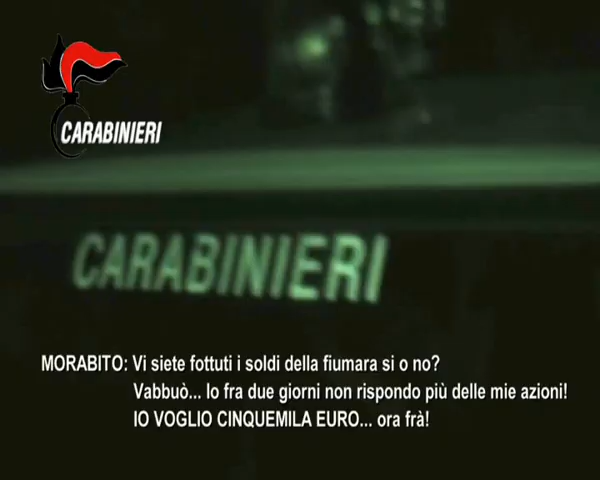 CARABINIERI
CARABINIERI
MORABITO: Vi siete fottuti i soldi della fiumara si o no?
Vabbuò... Io fra due giorni non rispondo più delle mie azioni!
IO VOGLIO CINQUEMILA EURO... ora frà!